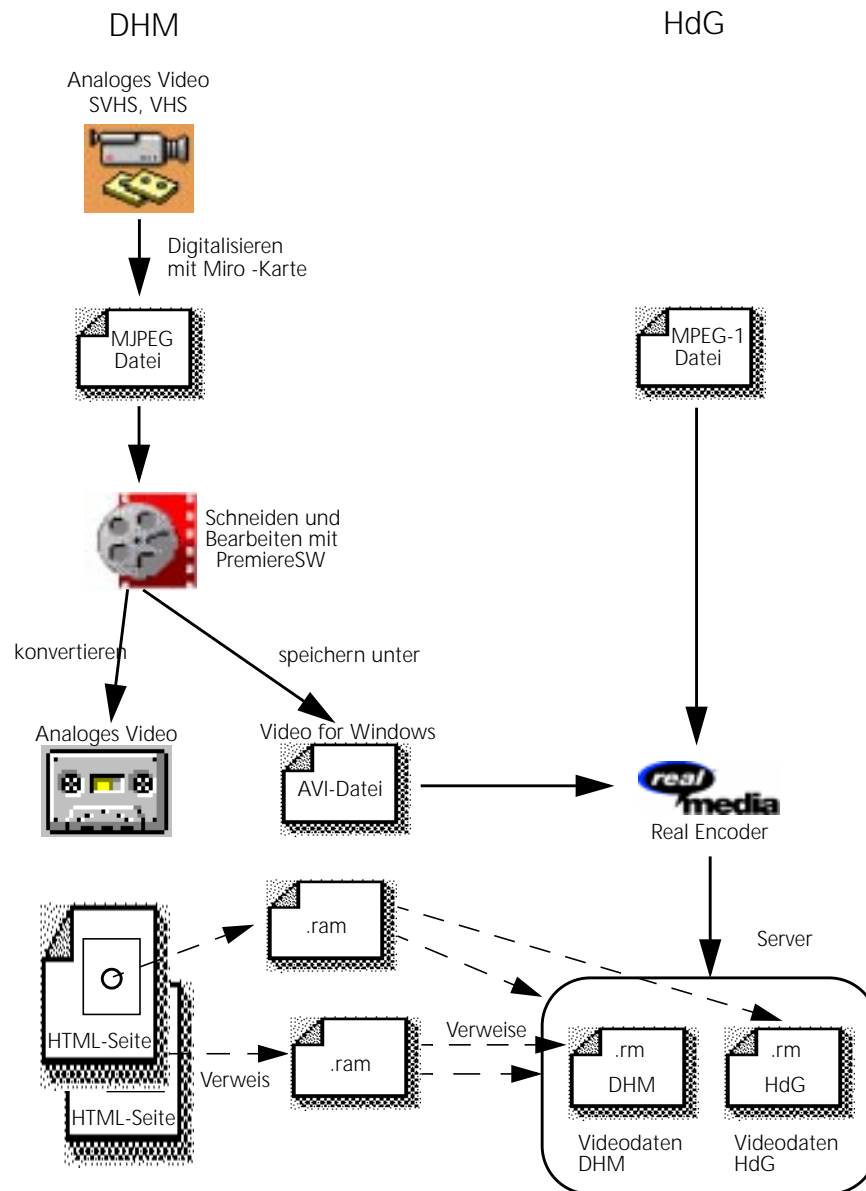 DHM
HdG
Analoges Video
SVHS, VHS
Digitalisieren
mit Miro -Karte
MJPEG
Datei
MPEG-1
Datei
Schneiden und
Bearbeiten mit
PremiereSW
konvertieren
speichern unter
Analoges Video
Video for Windows
AVI-Datei
real
media
Real Encoder
.ram
Server
HTML-Seite
Verweis
.ram
Verweise
.rm
DHM
.rm
HdG
HTML-Seite
Videodaten
DHM
Videodaten
HdG